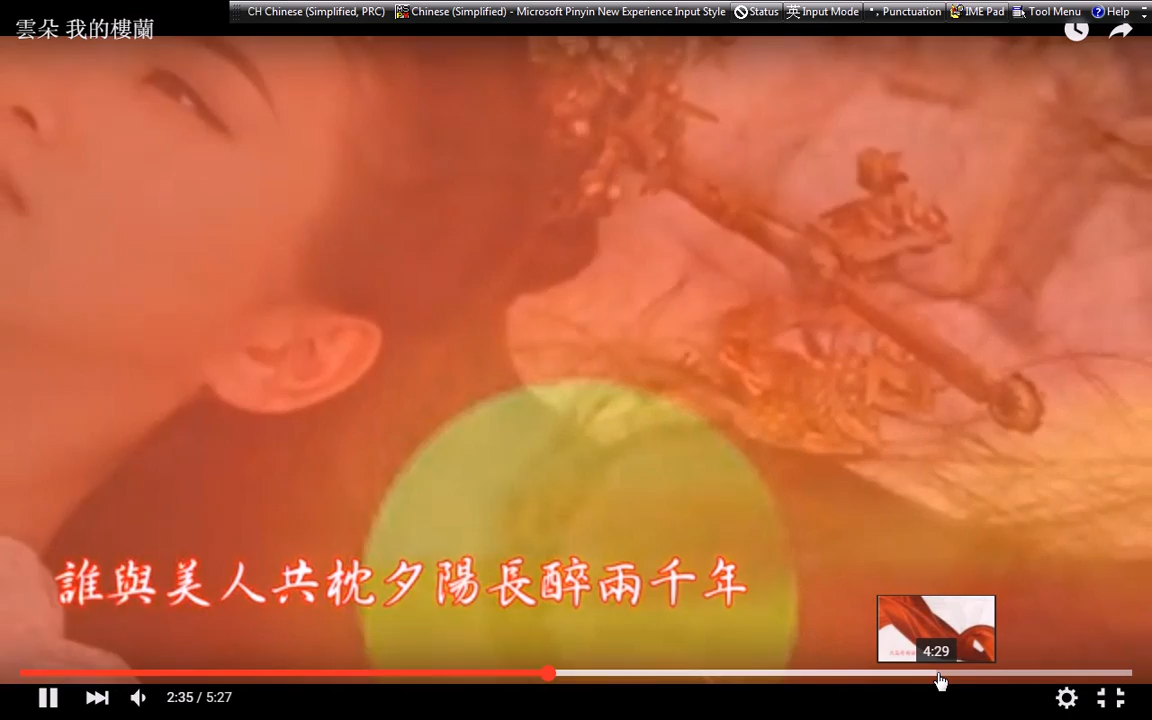 CH Chinese (Simplified, PRC) Chinese (Simplified) - Microsoft Pinyin New Experience Input Style Status 英 Input Mode Punctuation IME Pad Tool Menu Help
雲朵 我的樓蘭
誰與美人共枕夕陽長醉兩千年
4:29
2:35 / 5:27